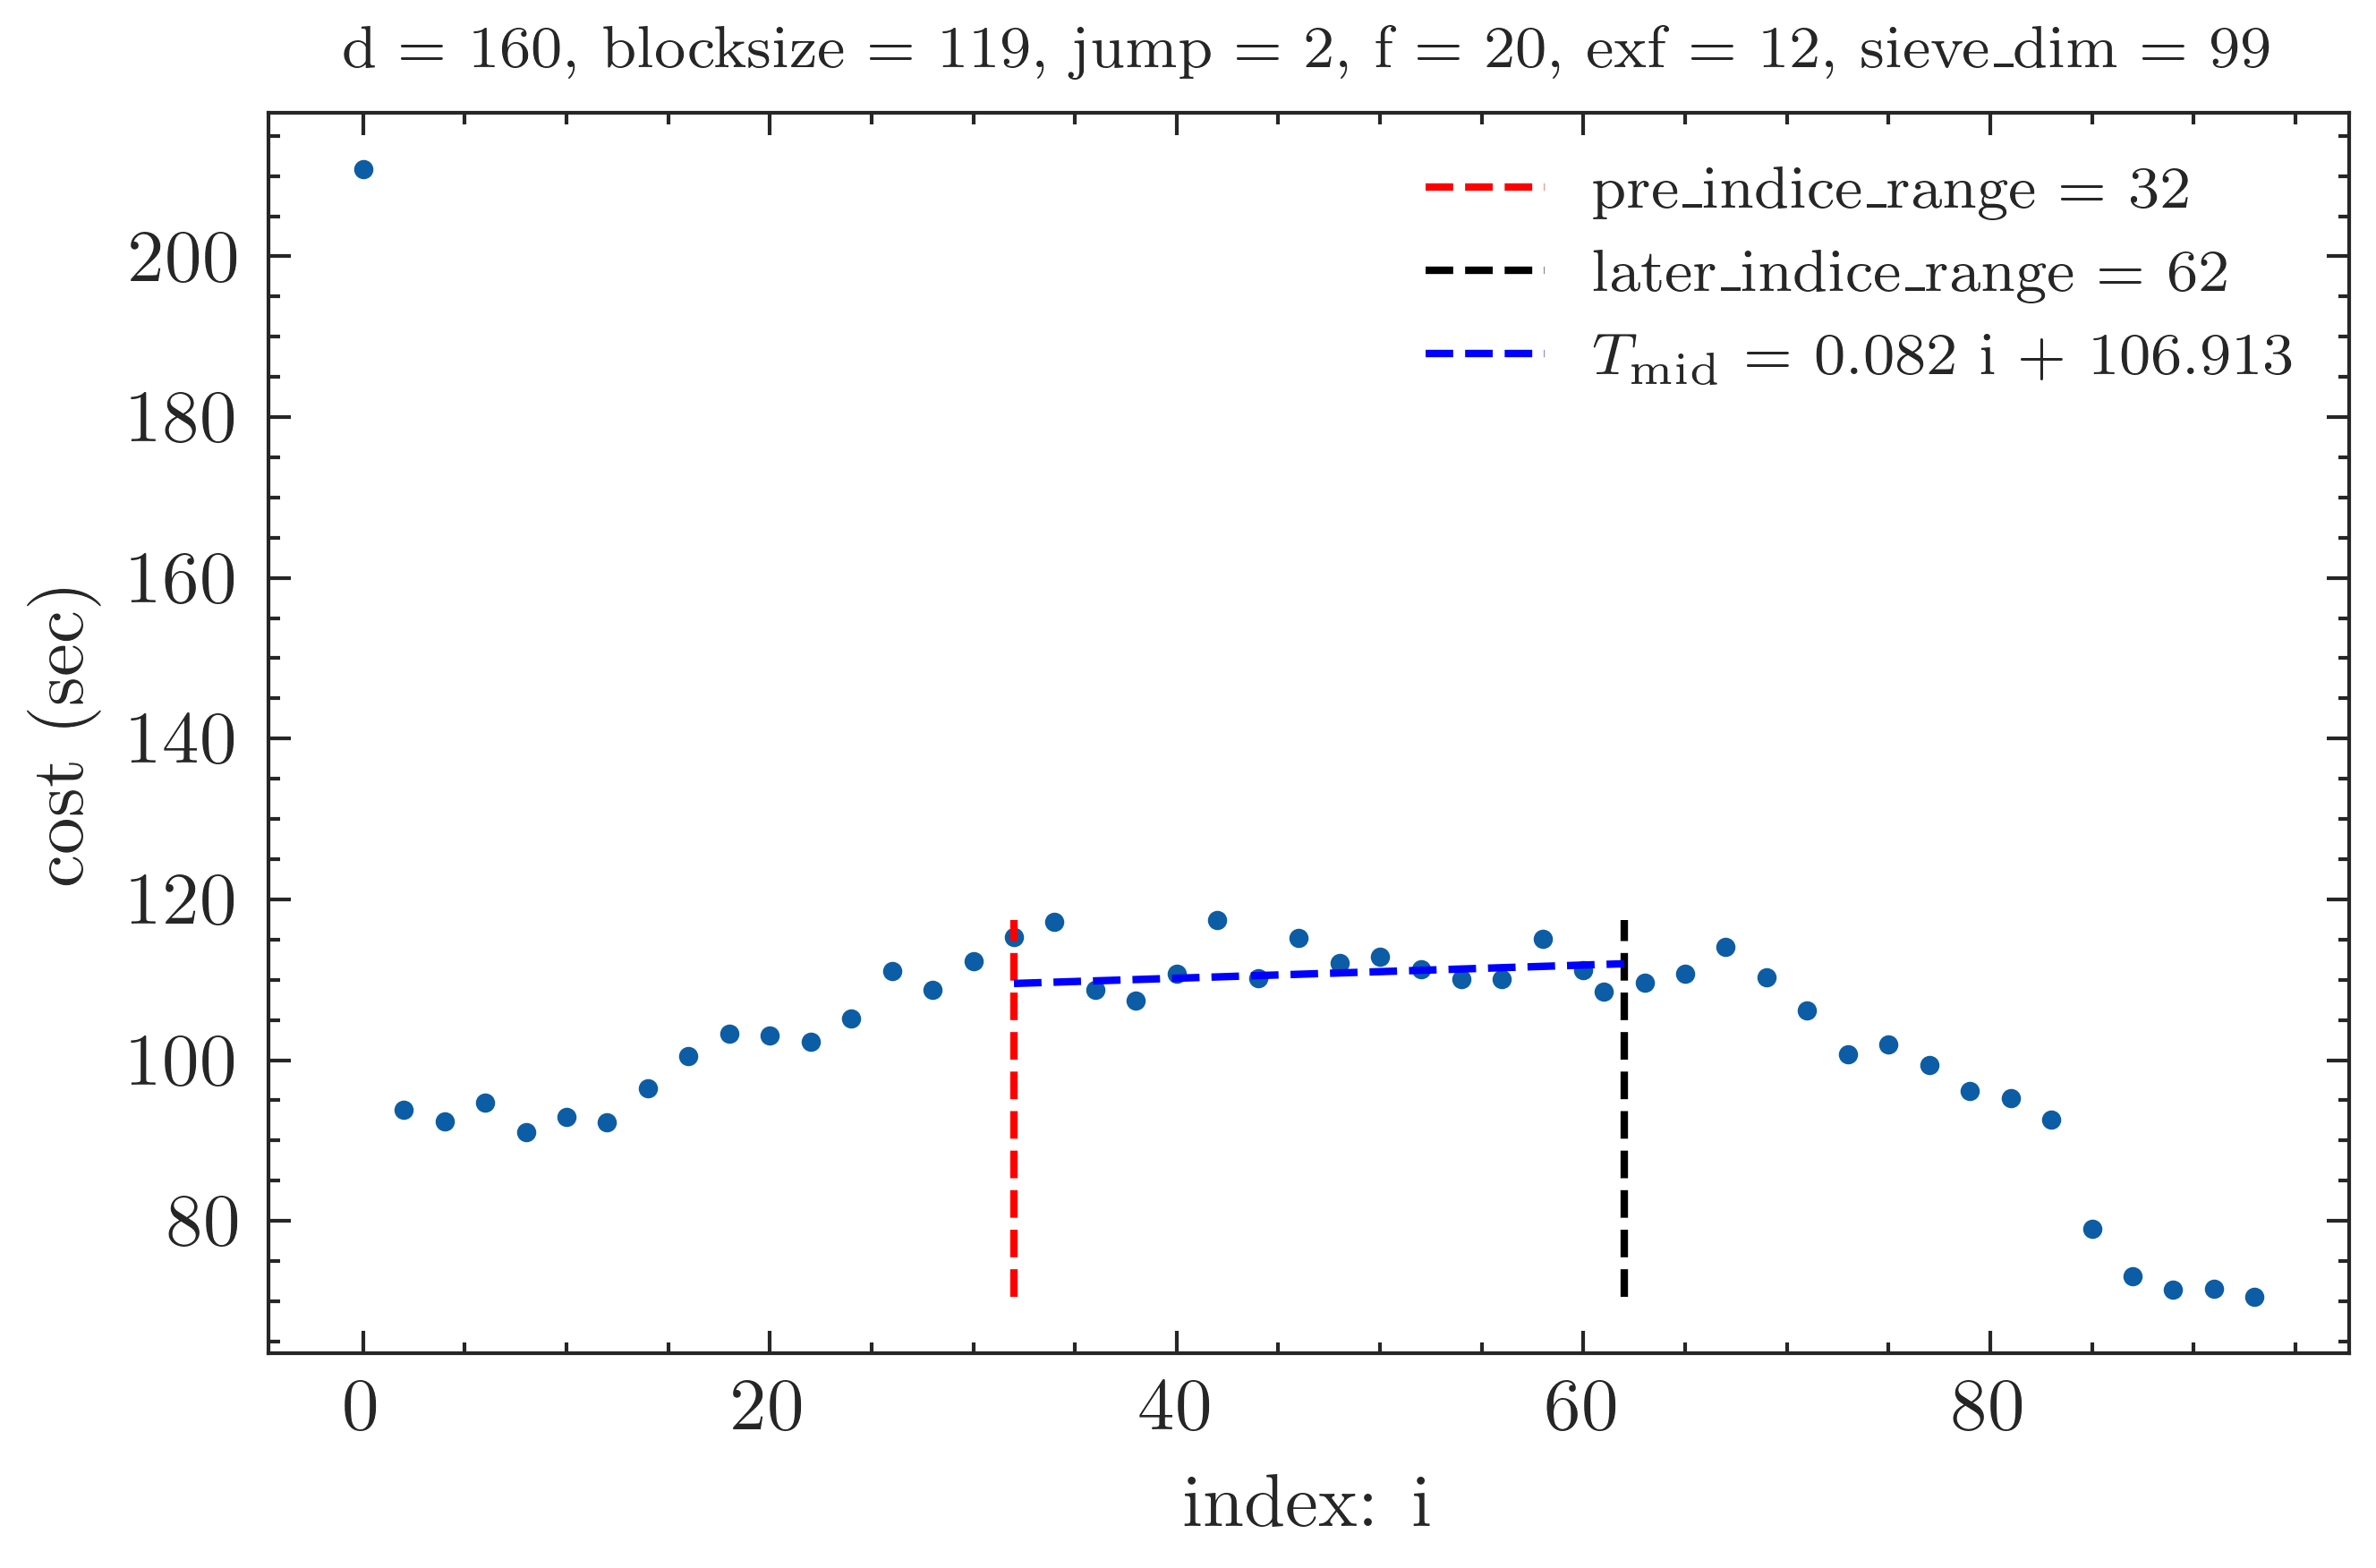 d = 160, blocksize = 119, jump = 2, f = 20, exf = 12, sieve_dim = 99
pre_indice_range = 32
later_indice_range = 62
T_mid = 0.082 i + 106.913
cost (sec)
200
180
160
140
120
100
80
0 20 40 60 80
index: i